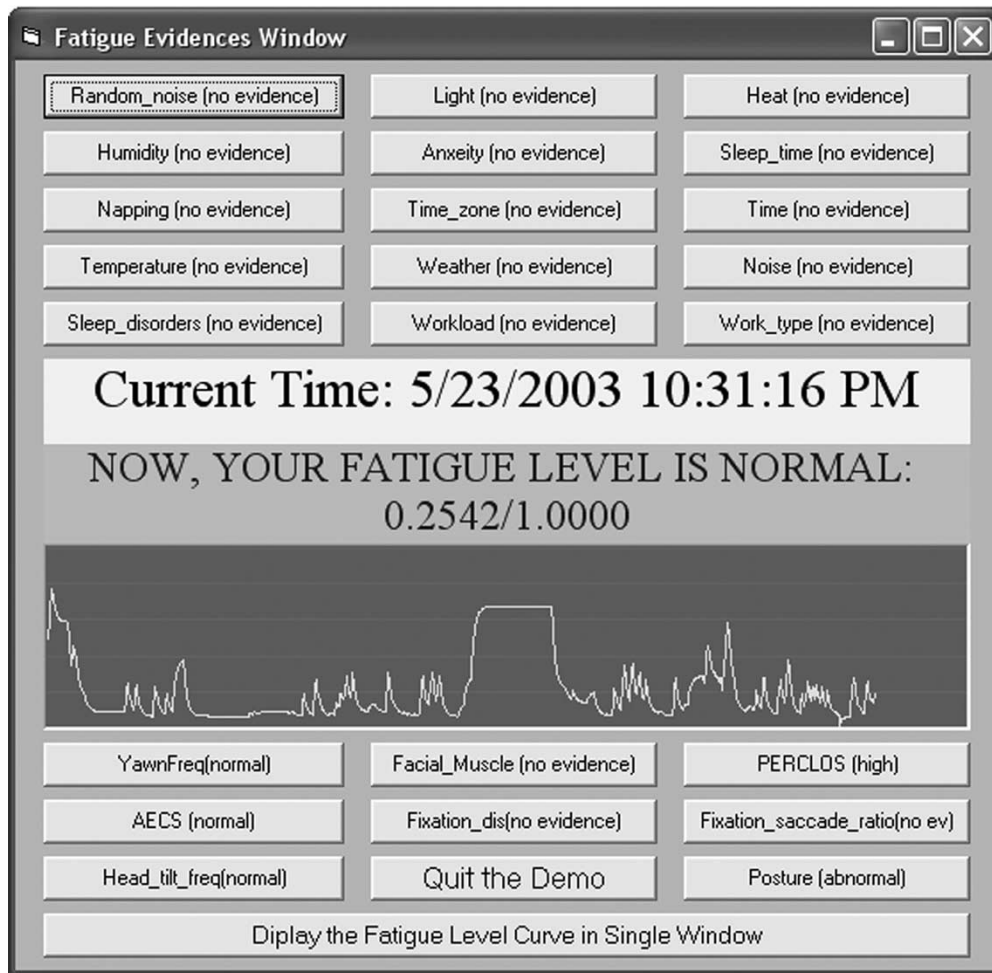 Fatigue Evidences Window
Random_noise (no evidence) Light (no evidence) Heat (no evidence)
Humidity (no evidence) Anxeity (no evidence) Sleep_time (no evidence)
Napping (no evidence) Time_zone (no evidence) Time (no evidence)
Temperature (no evidence) Weather (no evidence) Noise (no evidence)
Sleep_disorders (no evidence) Workload (no evidence) Work_type (no evidence)
Current Time: 5/23/2003 10:31:16 PM
NOW, YOUR FATIGUE LEVEL IS NORMAL:
0.2542/1.0000
YawnFreq(normal) Facial_Muscle (no evidence) PERCLOS (high)
AECS (normal) Fixation_dis(no evidence) Fixation_saccade_ratio(no ev)
Head_tilt_freq(normal) Quit the Demo Posture (abnormal)
Diplay the Fatigue Level Curve in Single Window